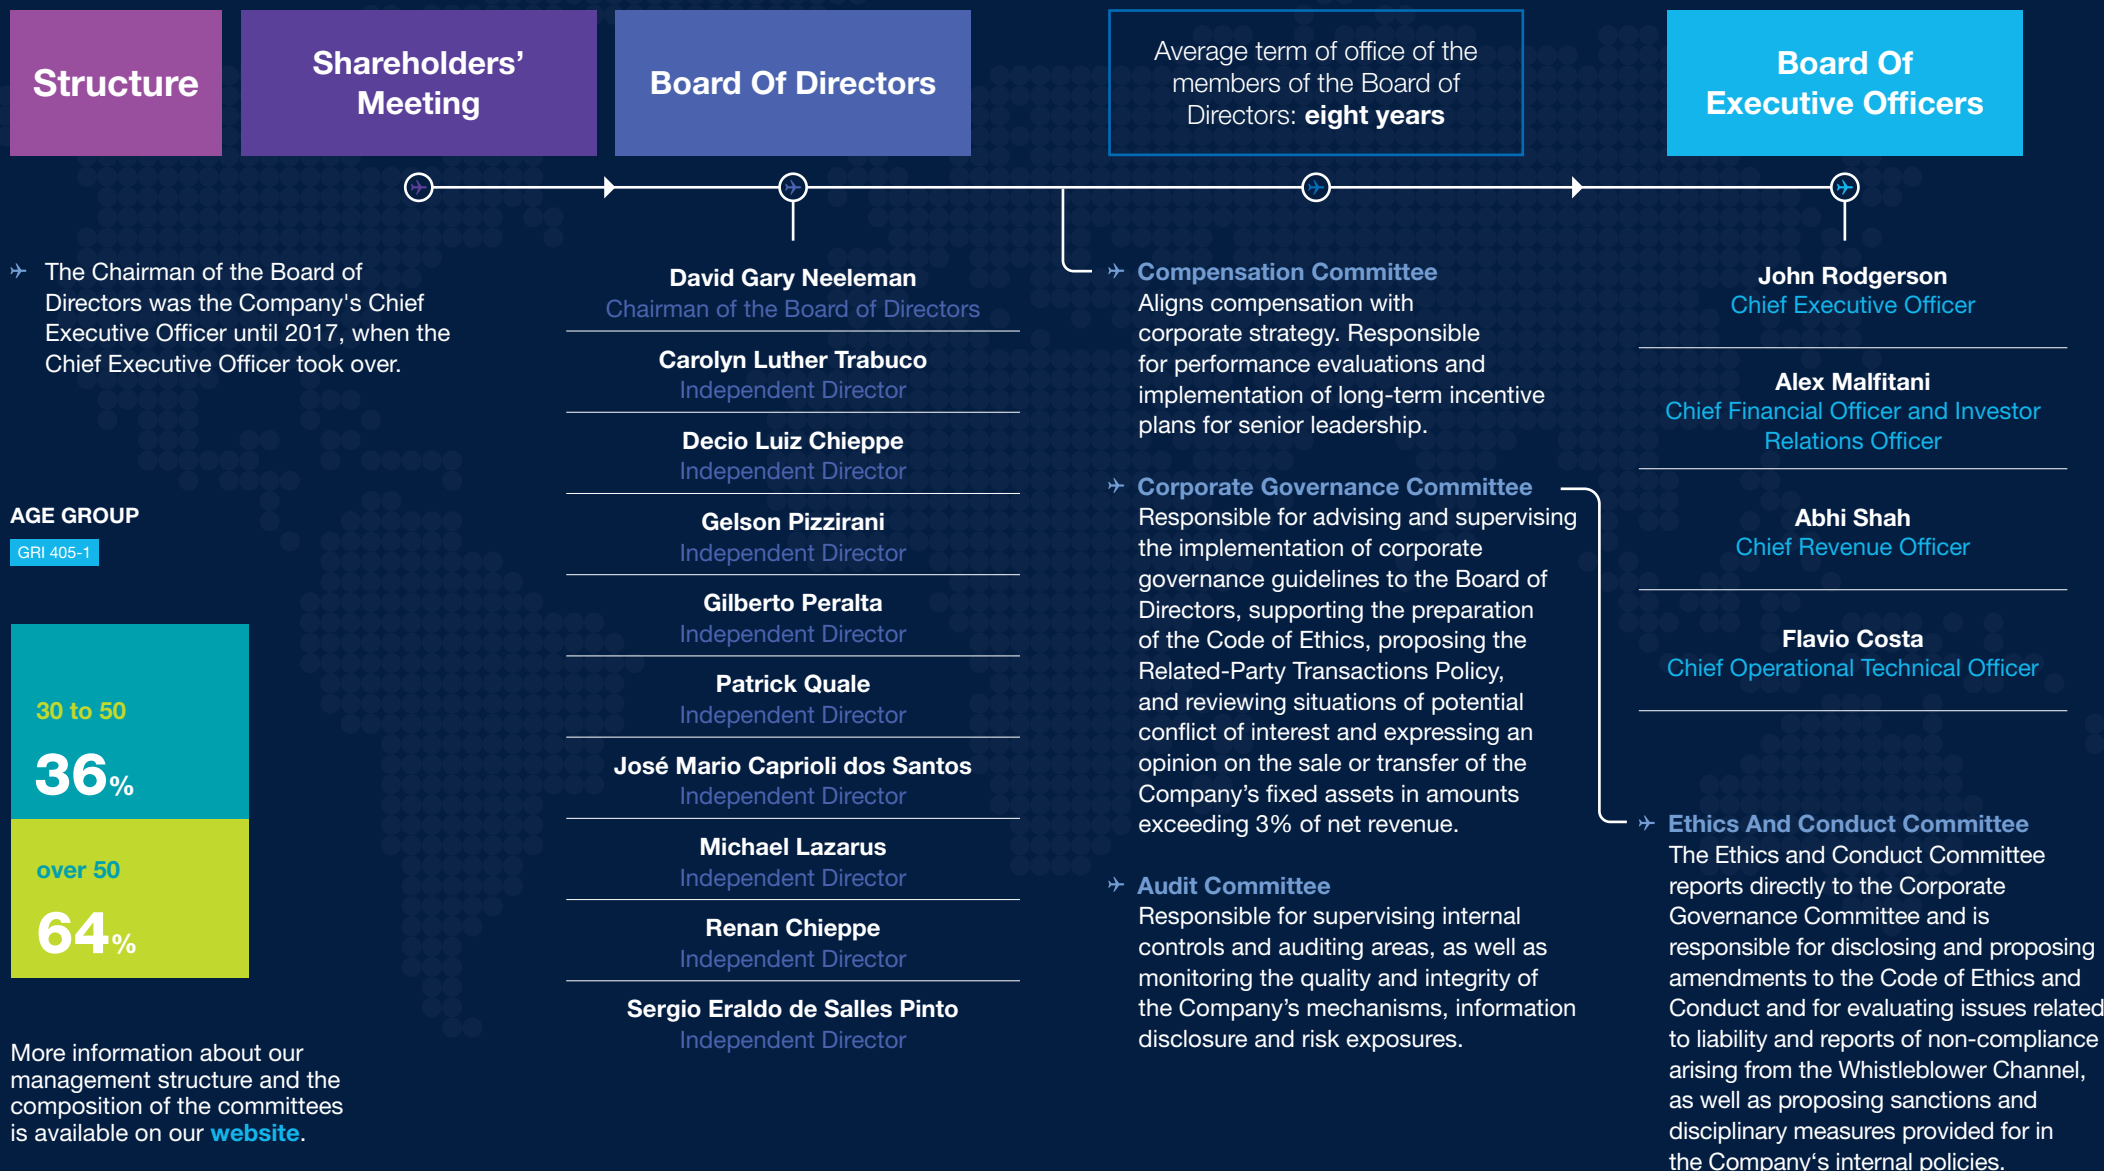 Structure
Shareholders’
Meeting
Board Of Directors
Average term of office of the
members of the Board of
Directors: eight years
Board Of
Executive Officers
The Chairman of the Board of
Directors was the Company's Chief
Executive Officer until 2017, when the
Chief Executive Officer took over.
AGE GROUP
GRI 405-1
30 to 50
36%
over 50
64%
More information about our
management structure and the
composition of the committees
is available on our website.
David Gary Neeleman
Chairman of the Board of Directors
Carolyn Luther Trabuco
Independent Director
Decio Luiz Chieppe
Independent Director
Gelson Pizzirani
Independent Director
Gilberto Peralta
Independent Director
Patrick Quale
Independent Director
José Mario Caprioli dos Santos
Independent Director
Michael Lazarus
Independent Director
Renan Chieppe
Independent Director
Sergio Eraldo de Salles Pinto
Independent Director
Compensation Committee
Aligns compensation with
corporate strategy. Responsible
for performance evaluations and
implementation of long-term incentive
plans for senior leadership.
Corporate Governance Committee
Responsible for advising and supervising
the implementation of corporate
governance guidelines to the Board of
Directors, supporting the preparation
of the Code of Ethics, proposing the
Related-Party Transactions Policy,
and reviewing situations of potential
conflict of interest and expressing an
opinion on the sale or transfer of the
Company’s fixed assets in amounts
exceeding 3% of net revenue.
Audit Committee
Responsible for supervising internal
controls and auditing areas, as well as
monitoring the quality and integrity of
the Company’s mechanisms, information
disclosure and risk exposures.
John Rodgerson
Chief Executive Officer
Alex Malfitani
Chief Financial Officer and Investor
Relations Officer
Abhi Shah
Chief Revenue Officer
Flavio Costa
Chief Operational Technical Officer
Ethics And Conduct Committee
The Ethics and Conduct Committee
reports directly to the Corporate
Governance Committee and is
responsible for disclosing and proposing
amendments to the Code of Ethics and
Conduct and for evaluating issues related
to liability and reports of non-compliance
arising from the Whistleblower Channel,
as well as proposing sanctions and
disciplinary measures provided for in
the Company‘s internal policies.